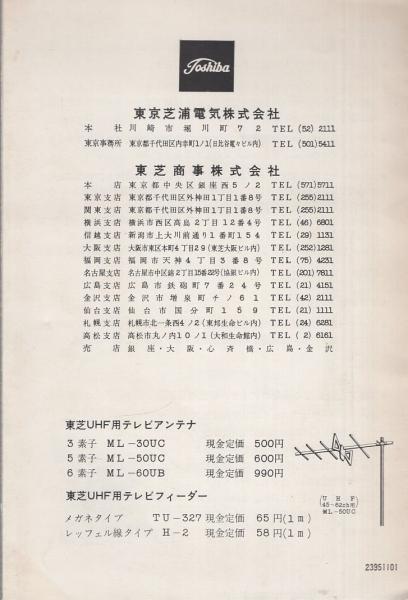 Toshiba
東京芝浦電気株式会社
本社 川崎市堀川町72 TEL (52) 2111
東京事務所 東京都千代田区内幸町1ノ1(日比谷電々ビル内) TEL (501)5411
東芝商事株式会社
本店 東京都中央区銀座西5ノ2 TEL (571)5711
東京支店 東京都千代田区外神田1丁目1番8号 TEL (255)2111
関東支店 東京都千代田区外神田1丁目1番8号 TEL (255)2111
横浜支店 横浜市西区高島2丁目12番4号 TEL (46) 6801
信越支店 新潟市上大川前通り1番町154 TEL (29) 1131
大阪支店 大阪市東区本町4丁目29(東芝大阪ビル内) TEL (252)1281
福岡支店 福岡市天神4丁目3番8号 TEL (75) 4231
名古屋支店 名古屋市中区錦2丁目15番22号(協銀ビル内) TEL (201) 7811
広島支店 広島市鉄砲町7番24号 TEL (21) 4151
金沢支店 金沢市増泉町チノ61 TEL (42) 2111
仙台支店 仙台市国分町159 TEL (21) 1111
札幌支店 札幌市北一条西4ノ2(東邦生命ビル内) TEL (24) 6281
高松支店 高松市丸ノ内10ノ1(大和生命館内) TEL ( 2) 6161
売店 銀座・大阪・心斎橋・広島・金沢
東芝UHF用テレビアンテナ
3素子 ML-30UC 現金定価 500円
5素子 ML-50UC 現金定価 600円
6素子 ML-60UB 現金定価 990円
(UHF
45-62ch用)
ML-50UC
東芝UHF用テレビフィーダー
メガネタイプ TU-327 現金定価 65円(1m)
レッフェル線タイプ H-2 現金定価 58円(1m)
23951101